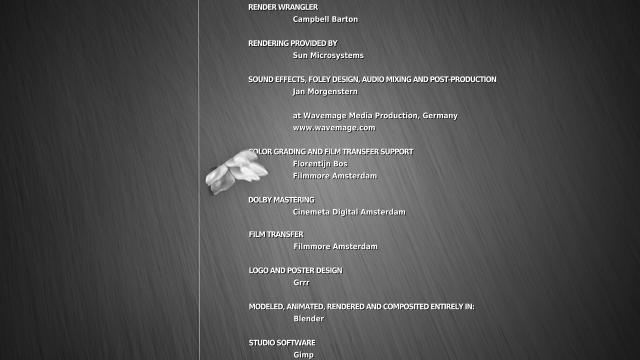 RENDER WRANGLER
Campbell Barton
RENDERING PROVIDED BY
Sun Microsystems
SOUND EFFECTS, FOLEY DESIGN, AUDIO MIXING AND POST-PRODUCTION
Jan Morgenstern
at Wavemage Media Production, Germany
www.wavemage.com
COLOR GRADING AND FILM TRANSFER SUPPORT
Florentijn Bos
Fillmore Amsterdam
DOLBY MASTERING
Cinemeta Digital Amsterdam
FILM TRANSFER
Filmmore Amsterdam
LOGO AND POSTER DESIGN
Grrr
MODELED, ANIMATED, RENDERED AND COMPOSITED ENTIRELY IN:
Blender
STUDIO SOFTWARE
Gimp